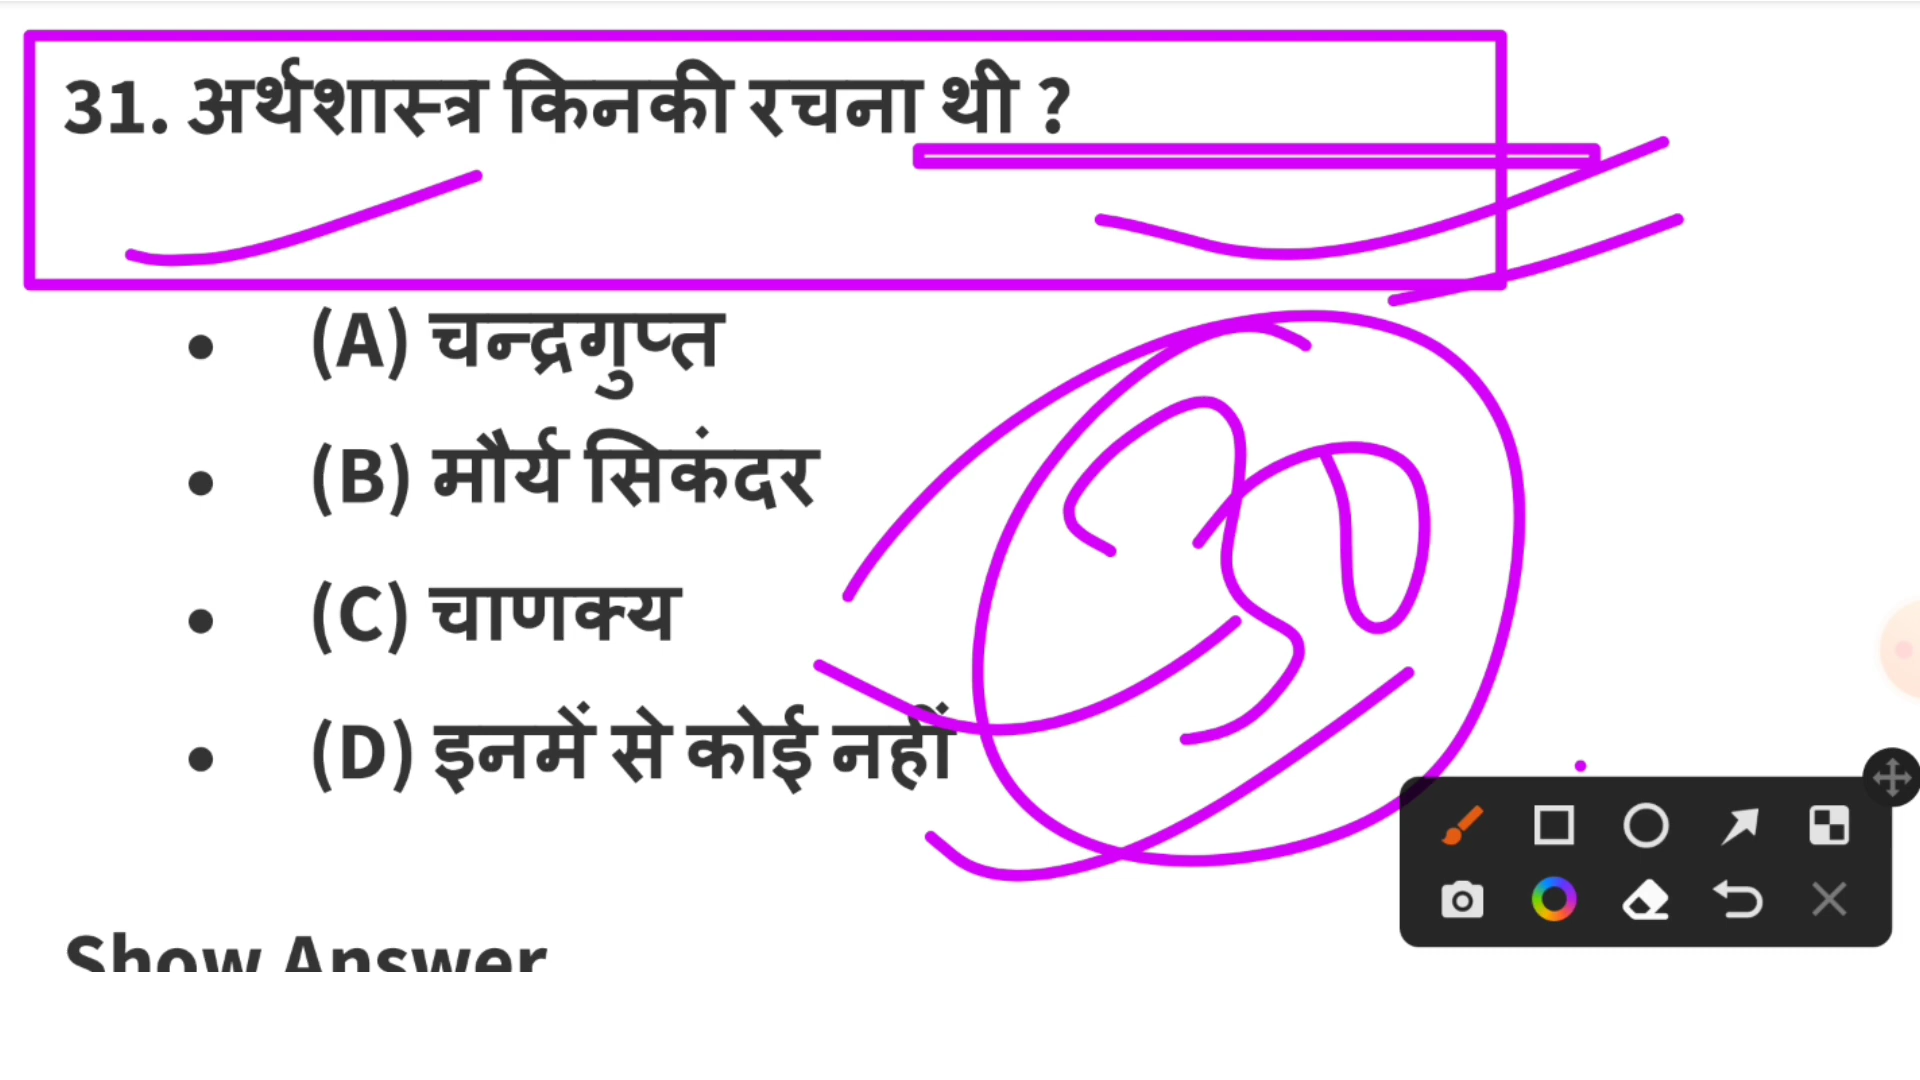 31. अर्थशास्त्र किनकी रचना थी ?
(A) चन्द्रगुप्त
(B) मौर्य सिकंदर
(C) चाणक्य
(D) इनमें से कोई नहीं
Show Answer